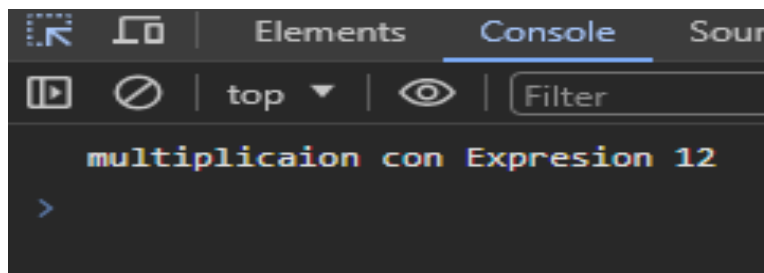 Elements Console Sour
top Filter
multiplicaion con Expresion 12
>